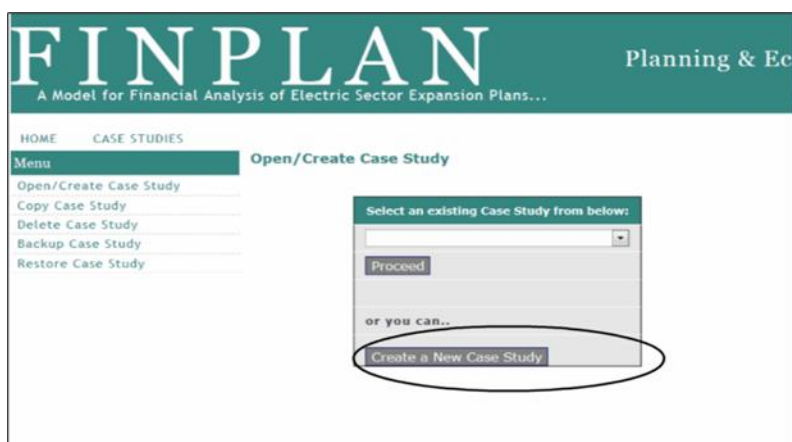 FINPLAN
Planning & Ec
A Model for Financial Analysis of Electric Sector Expansion Plans...
HOME CASE STUDIES
Menu
Open/Create Case Study
Copy Case Study
Delete Case Study
Backup Case Study
Restore Case Study
Open/Create Case Study
Select an existing Case Study from below:
Proceed
or you can..
Create a New Case Study